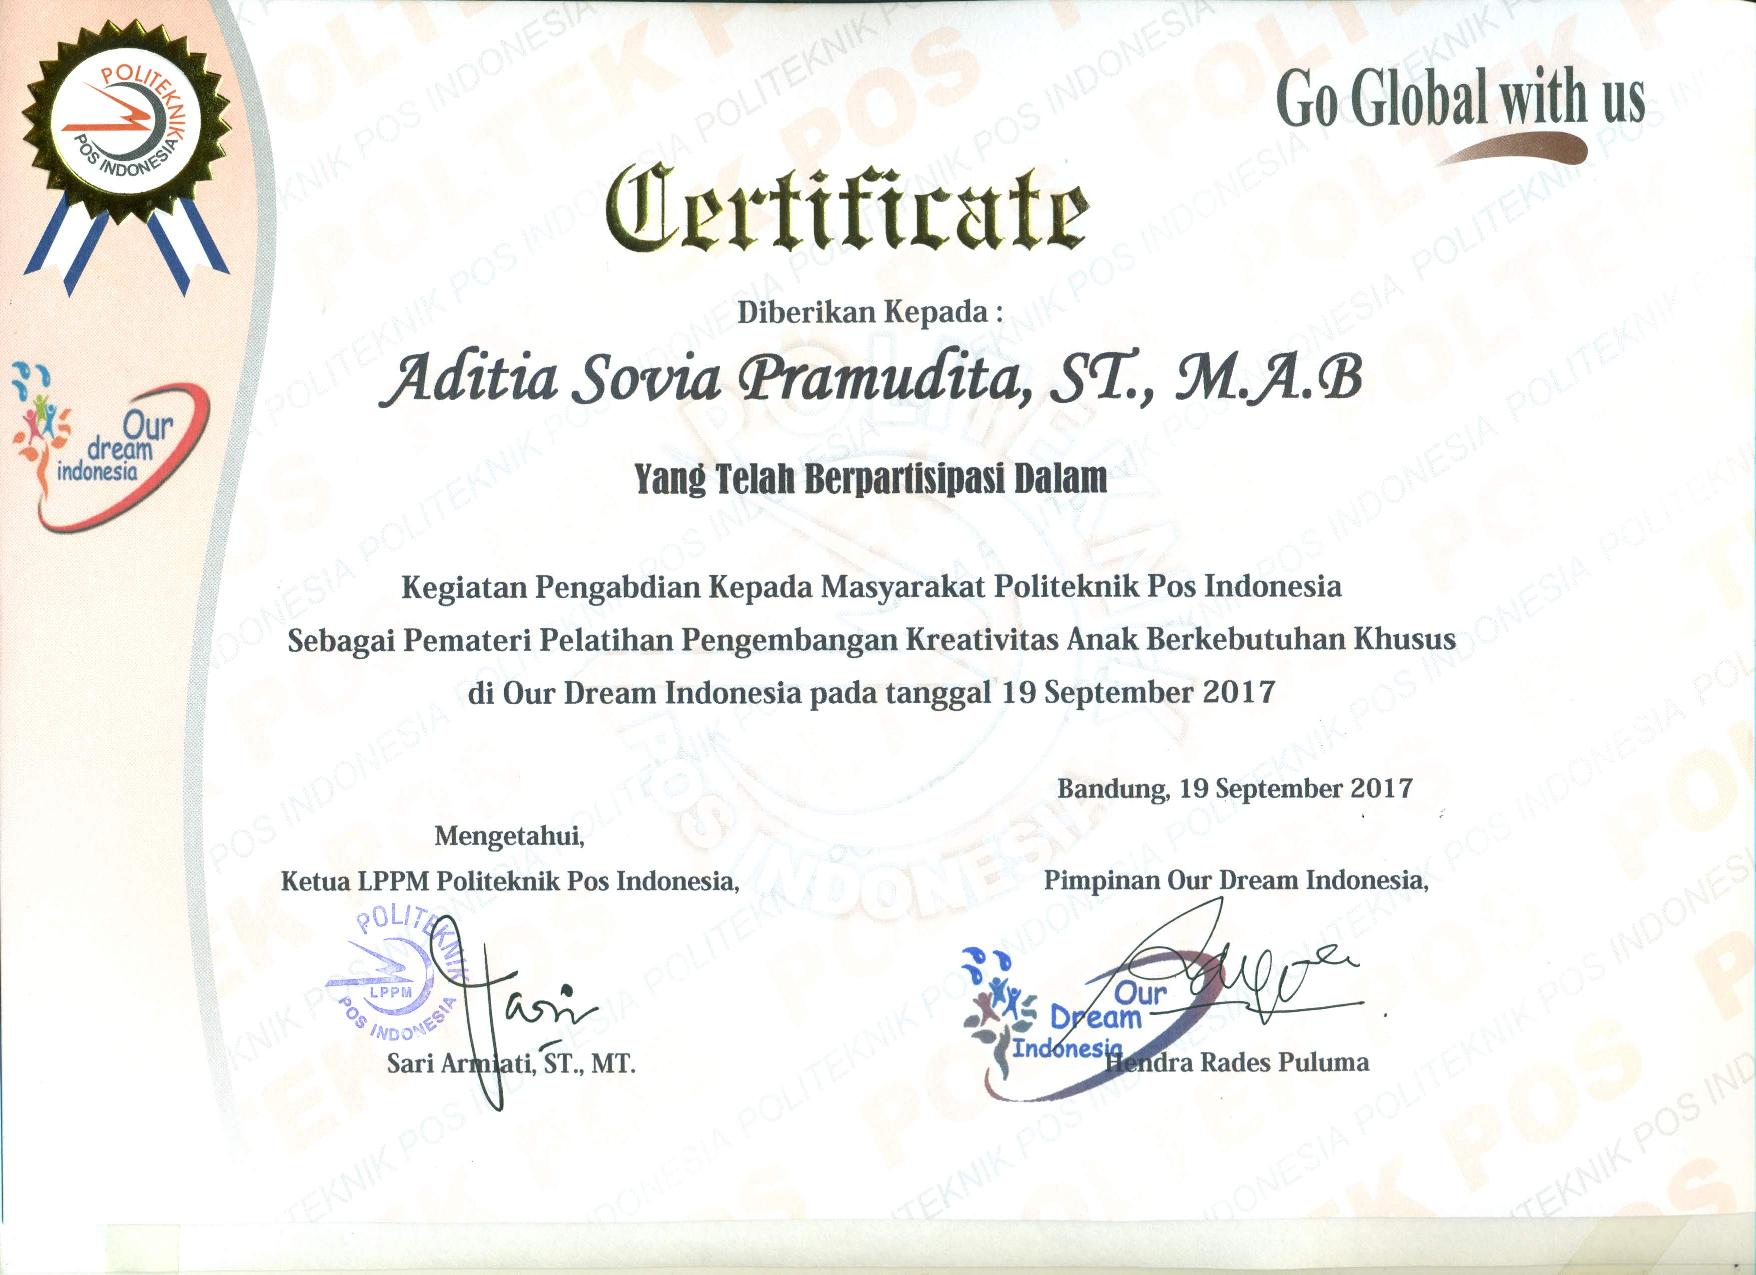 POLITEKNIK
POS INDONESIA
Go Global with us
Certificate
Diberikan Kepada :
Aditia Sovia Pramudita, ST., M.A.B
Our
dream
indonesia
Yang Telah Berpartisipasi Dalam
Kegiatan Pengabdian Kepada Masyarakat Politeknik Pos Indonesia
Sebagai Pemateri Pelatihan Pengembangan Kreativitas Anak Berkebutuhan Khusus
di Our Dream Indonesia pada tanggal 19 September 2017
Bandung, 19 September 2017
Mengetahui,
Ketua LPPM Politeknik Pos Indonesia,
Pimpinan Our Dream Indonesia,
POLITEKNIK
LPPM
POS INDONESIA
Our
Dream
Indonesia
Sari Armiati, ST., MT.
Hendra Rades Puluma